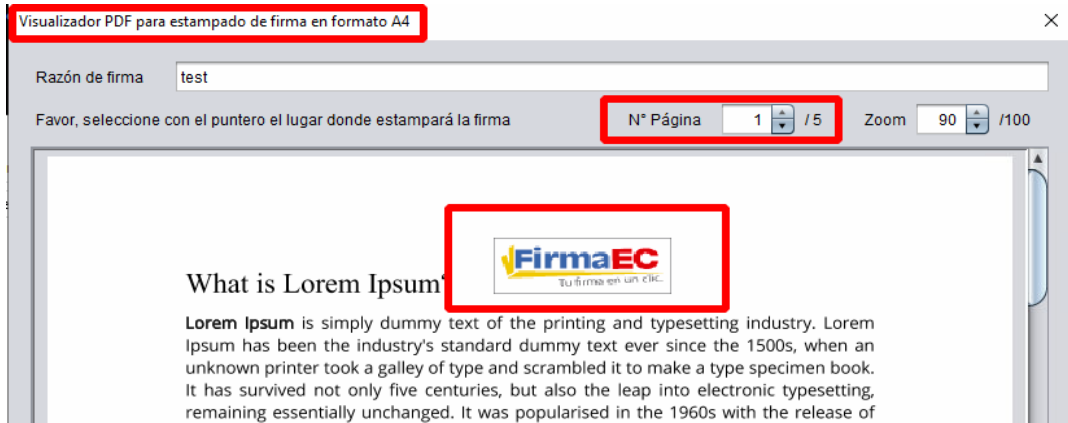 Visualizador PDF para estampado de firma en formato A4
Razón de firma test
Favor, seleccione con el puntero el lugar donde estampará la firma N° Página 1 / 5 Zoom 90 /100
FirmaEC
Tu firma en un clic.
What is Lorem Ipsum
Lorem Ipsum is simply dummy text of the printing and typesetting industry. Lorem
Ipsum has been the industry's standard dummy text ever since the 1500s, when an
unknown printer took a galley of type and scrambled it to make a type specimen book.
It has survived not only five centuries, but also the leap into electronic typesetting,
remaining essentially unchanged. It was popularised in the 1960s with the release of